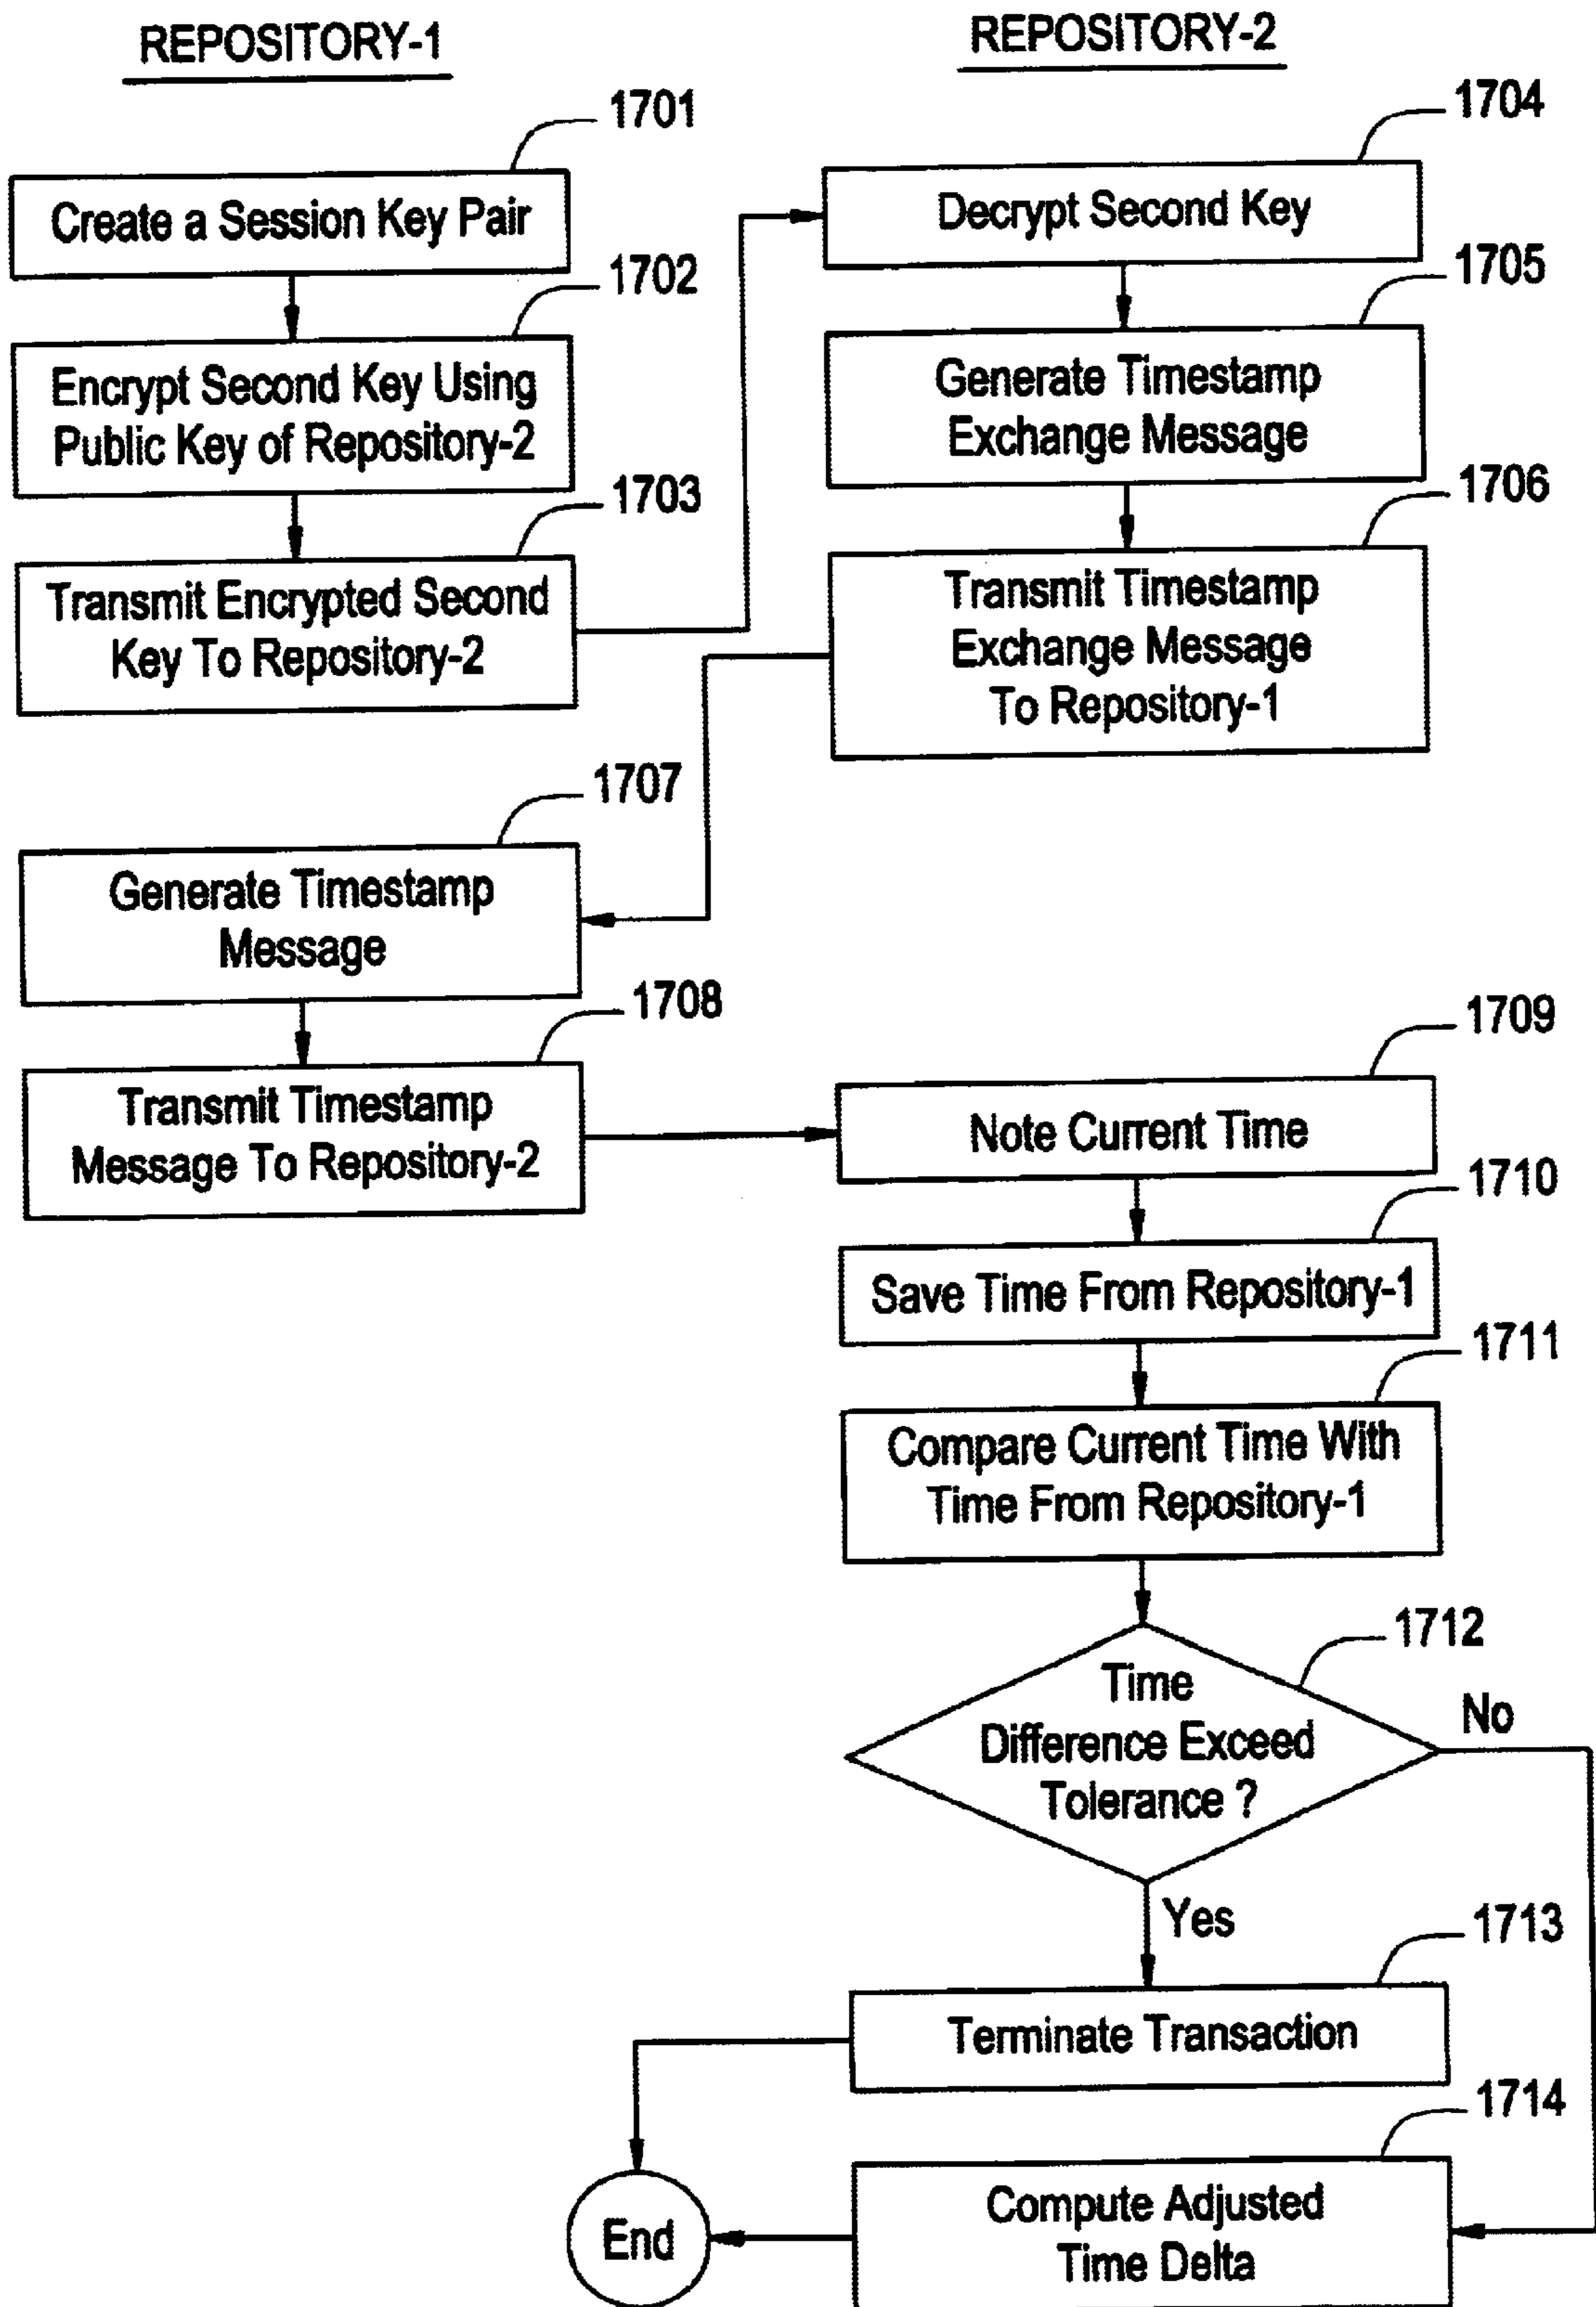 REPOSITORY-1
REPOSITORY-2
1701
Create a Session Key Pair
1702
Encrypt Second Key Using
Public Key of Repository-2
1703
Transmit Encrypted Second
Key To Repository-2
1704
Decrypt Second Key
1705
Generate Timestamp
Exchange Message
1706
Transmit Timestamp
Exchange Message
To Repository-1
1707
Generate Timestamp
Message
1708
Transmit Timestamp
Message To Repository-2
1709
Note Current Time
1710
Save Time From Repository-1
1711
Compare Current Time With
Time From Repository-1
1712
Time
Difference Exceed
Tolerance ?
No
Yes
1713
Terminate Transaction
1714
Compute Adjusted
Time Delta
End